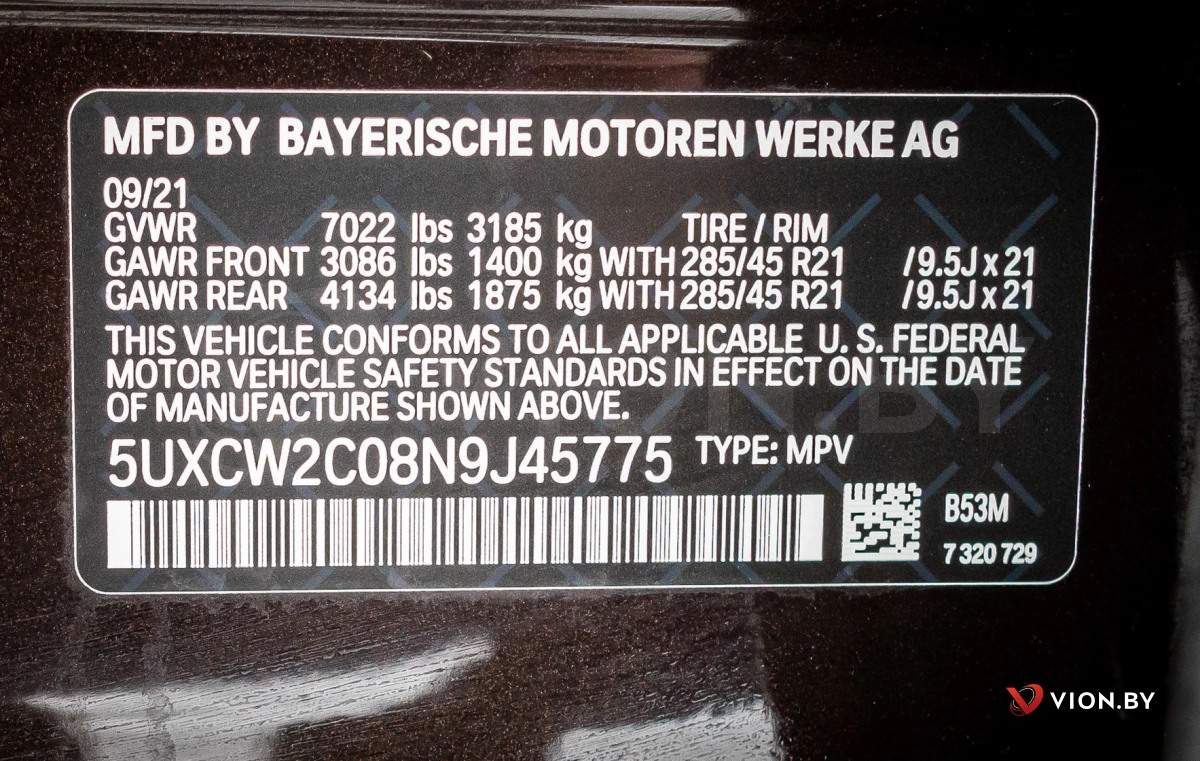 MFD BY BAYERISCHE MOTOREN WERKE AG
09/21
GVWR 7022 lbs 3185 kg TIRE / RIM
GAWR FRONT 3086 lbs 1400 kg WITH 285/45 R21 /9.5J x 21
GAWR REAR 4134 lbs 1875 kg WITH 285/45 R21 /9.5J x 21
THIS VEHICLE CONFORMS TO ALL APPLICABLE U. S. FEDERAL
MOTOR VEHICLE SAFETY STANDARDS IN EFFECT ON THE DATE
OF MANUFACTURE SHOWN ABOVE.
5UXCW2C08N9J45775 TYPE: MPV
B53M
7 320 729
VION.BY